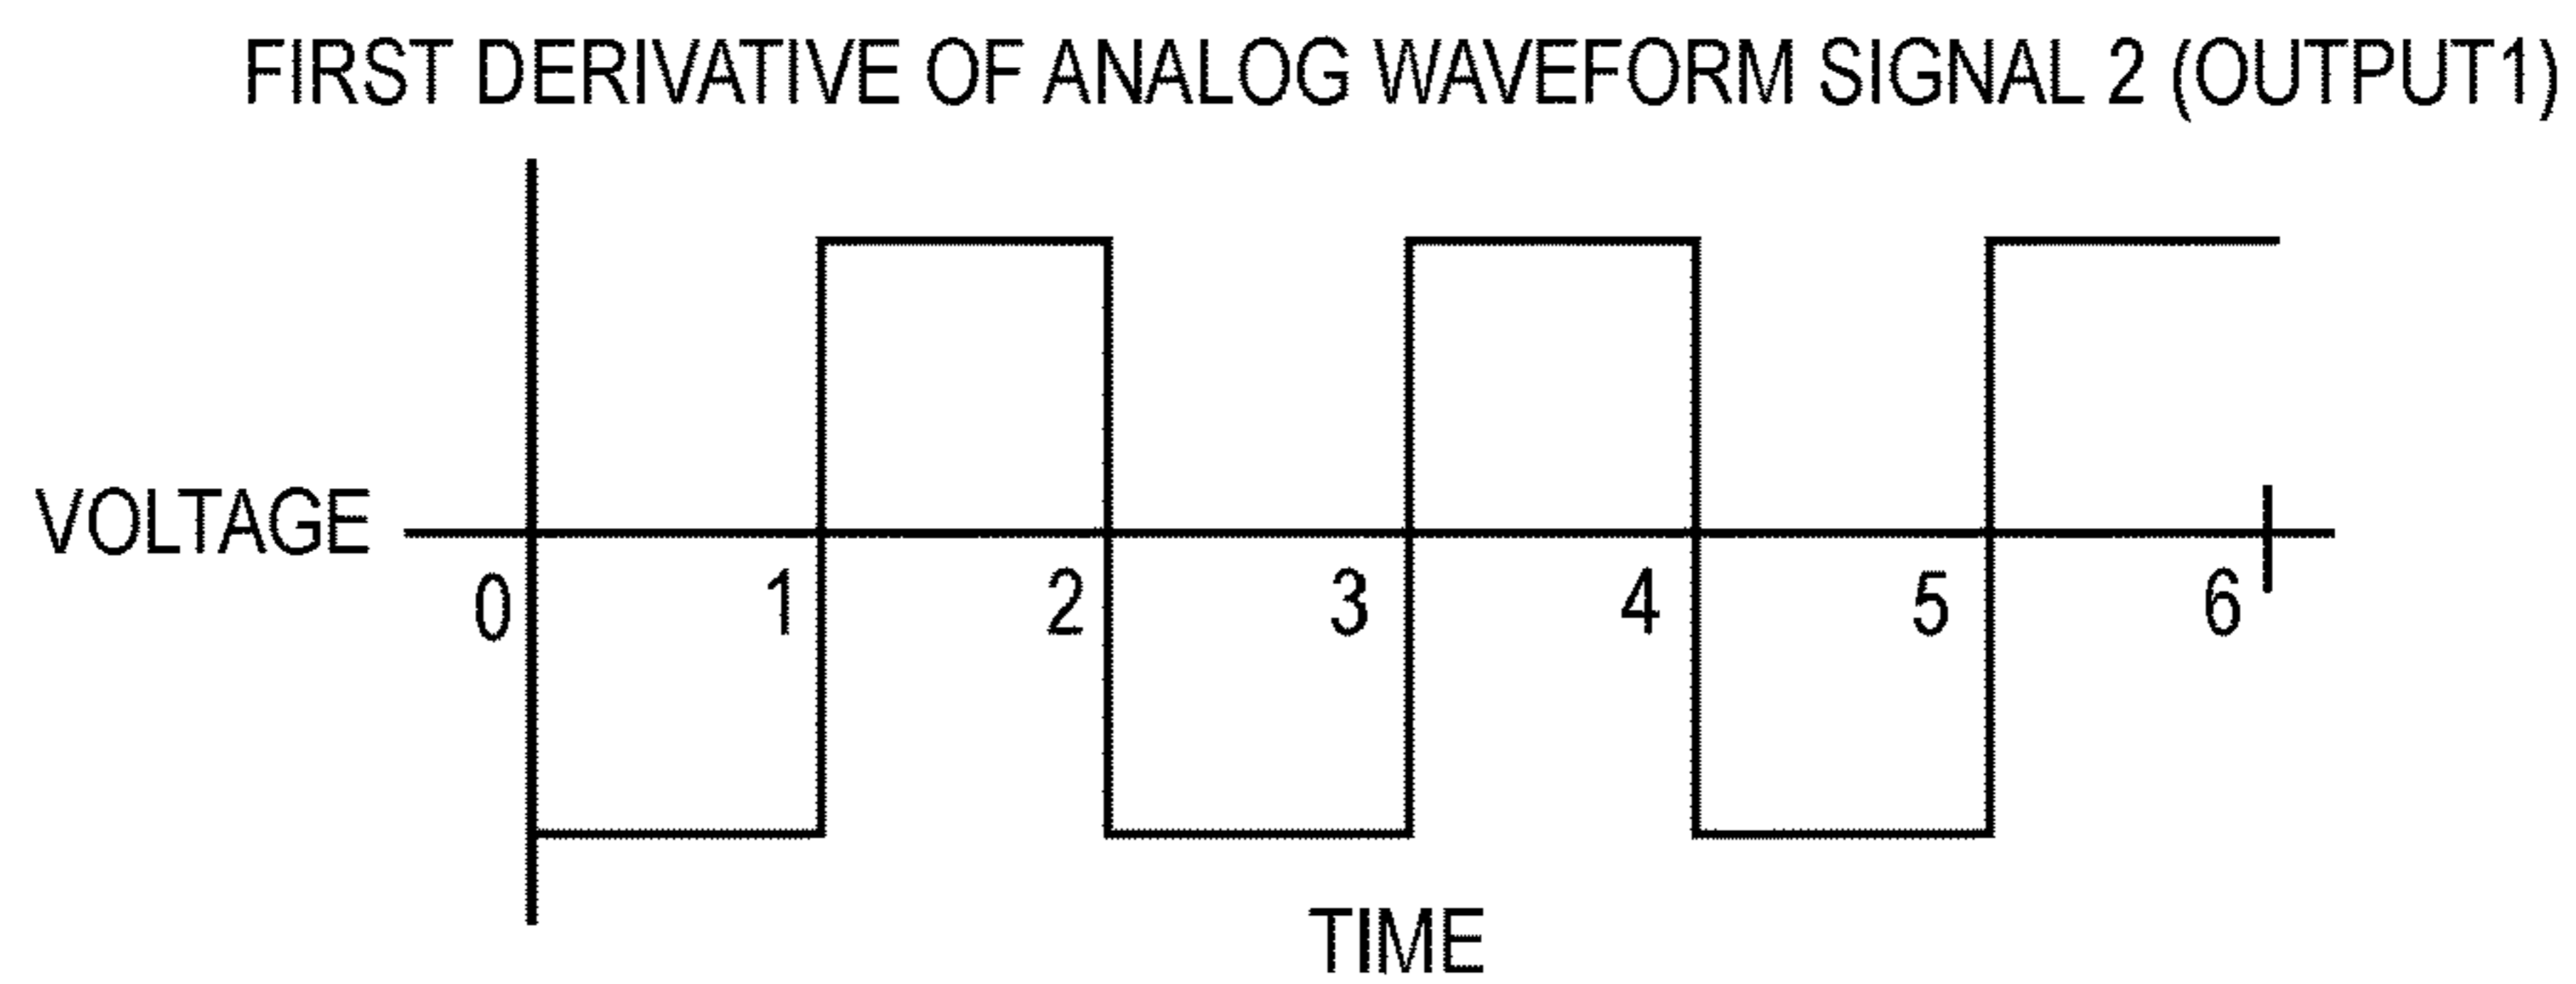 FIRST DERIVATIVE OF ANALOG WAVEFORM SIGNAL 2 (OUTPUT1)
VOLTAGE
0 1 2 3 4 5 6
TIME